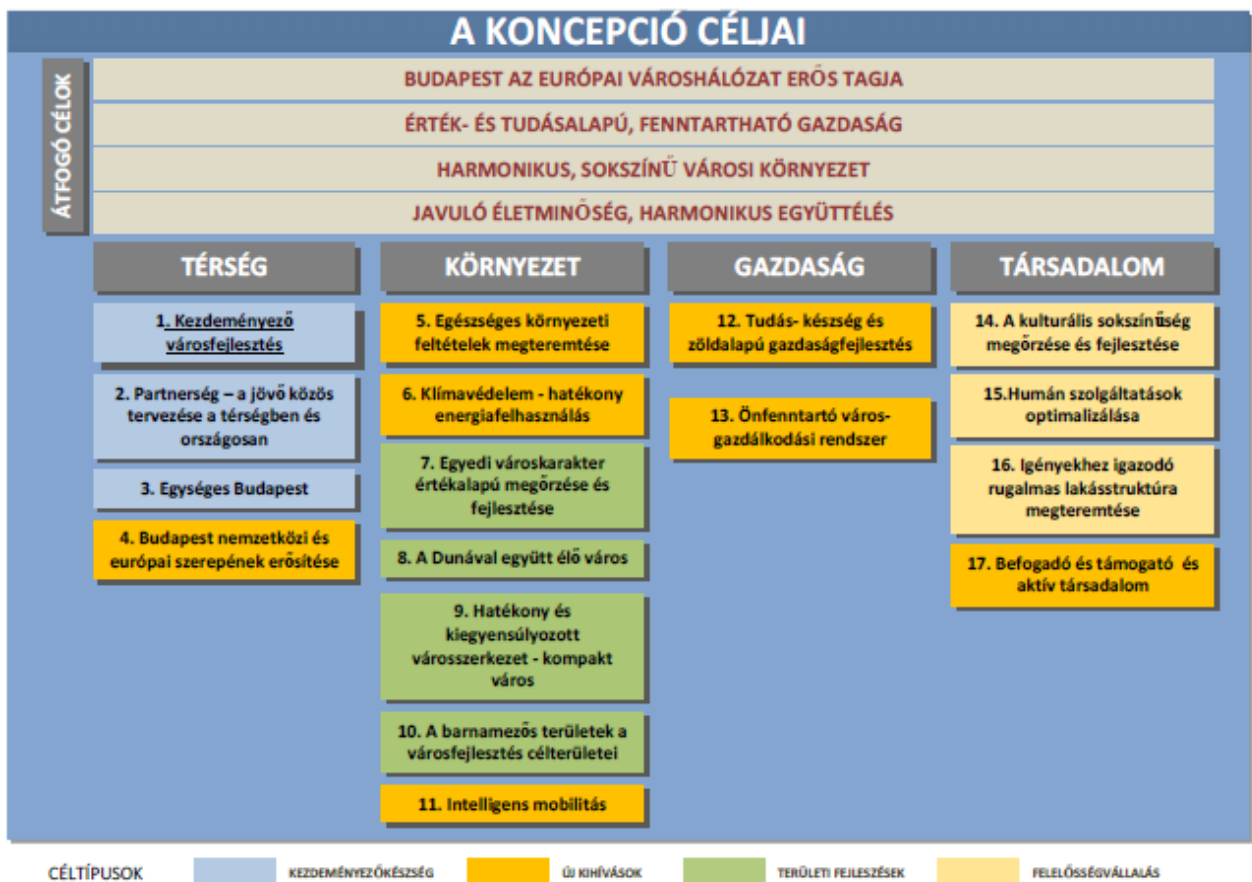 A KONCEPCIÓ CÉLJAI
ÁTFOGÓ CÉLOK
BUDAPEST AZ EURÓPAI VÁROSHÁLÓZAT ERŐS TAGJA
ÉRTÉK- ÉS TUDÁSALAPÚ, FENNTARTHATÓ GAZDASÁG
HARMONIKUS, SOKSZÍNŰ VÁROSI KÖRNYEZET
JAVULÓ ÉLETMINŐSÉG, HARMONIKUS EGYÜTTÉLÉS
TÉRSÉG
1. Kezdeményező
városfejlesztés
2. Partnerség – a jövő közös
tervezése a térségben és
országosan
3. Egységes Budapest
4. Budapest nemzetközi és
európai szerepének erősítése
KÖRNYEZET
5. Egészséges környezeti
feltételek megteremtése
6. Klímavédelem - hatékony
energiafelhasználás
7. Egyedi városkarakter
értékalapú megőrzése és
fejlesztése
8. A Dunával együtt élő város
9. Hatékony és
kiegyensúlyozott
városszerkezet - kompakt
város
10. A barnamezős területek a
városfejlesztés célterületei
11. Intelligens mobilitás
GAZDASÁG
12. Tudás- készség és
zöldalapú gazdaságfejlesztés
13. Önfenntartó város-
gazdálkodási rendszer
TÁRSADALOM
14. A kulturális sokszínűség
megőrzése és fejlesztése
15.Humán szolgáltatások
optimalizálása
16. Igényekhez igazodó
rugalmas lakásstruktúra
megteremtése
17. Befogadó és támogató és
aktív társadalom
CÉLTÍPUSOK
KEZDEMÉNYEZŐKÉSZSÉG
ÚJ KIHÍVÁSOK
TERÜLETI FEJLESZÉSEK
FELELŐSSÉGVÁLLALÁS